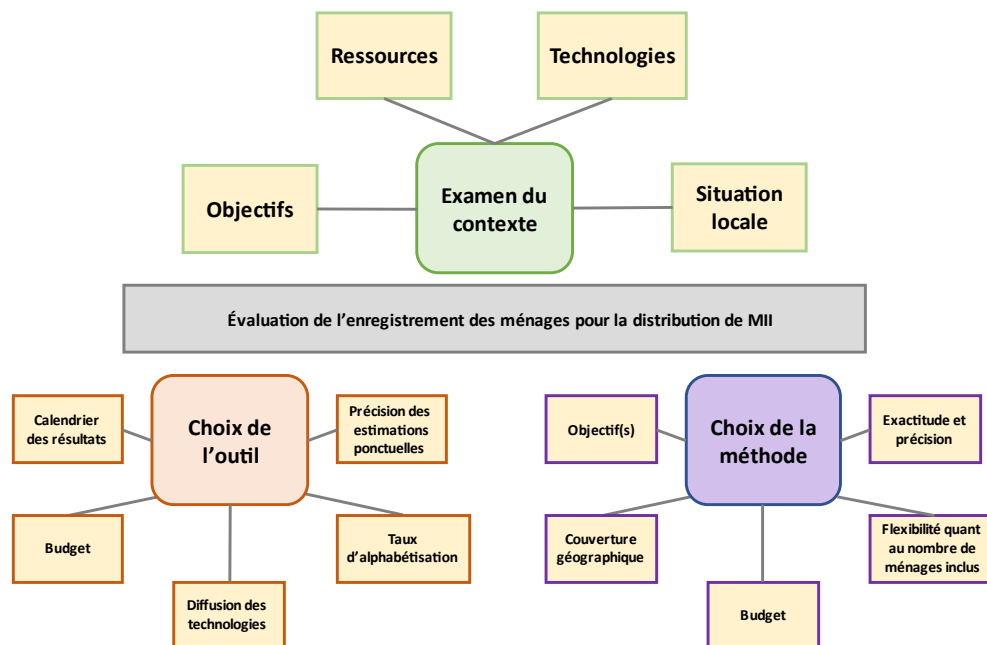 Ressources
Technologies
Objectifs
Examen du
contexte
Situation
locale
Évaluation de l’enregistrement des ménages pour la distribution de MII
Calendrier
des résultats
Choix de
l’outil
Précision des
estimations
ponctuelles
Budget
Taux
d’alphabétisation
Diffusion des
technologies
Objectif(s)
Choix de la
méthode
Exactitude et
précision
Couverture
géographique
Flexibilité quant
au nombre de
ménages inclus
Budget